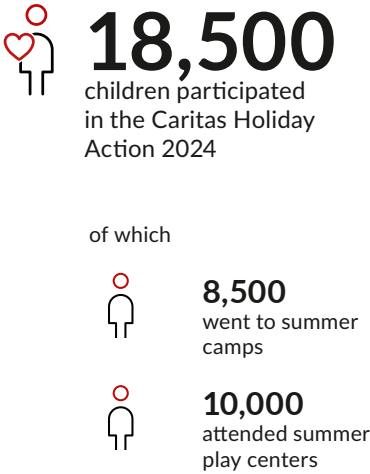 18,500
children participated
in the Caritas Holiday
Action 2024
of which
8,500
went to summer
camps
10,000
attended summer
play centers